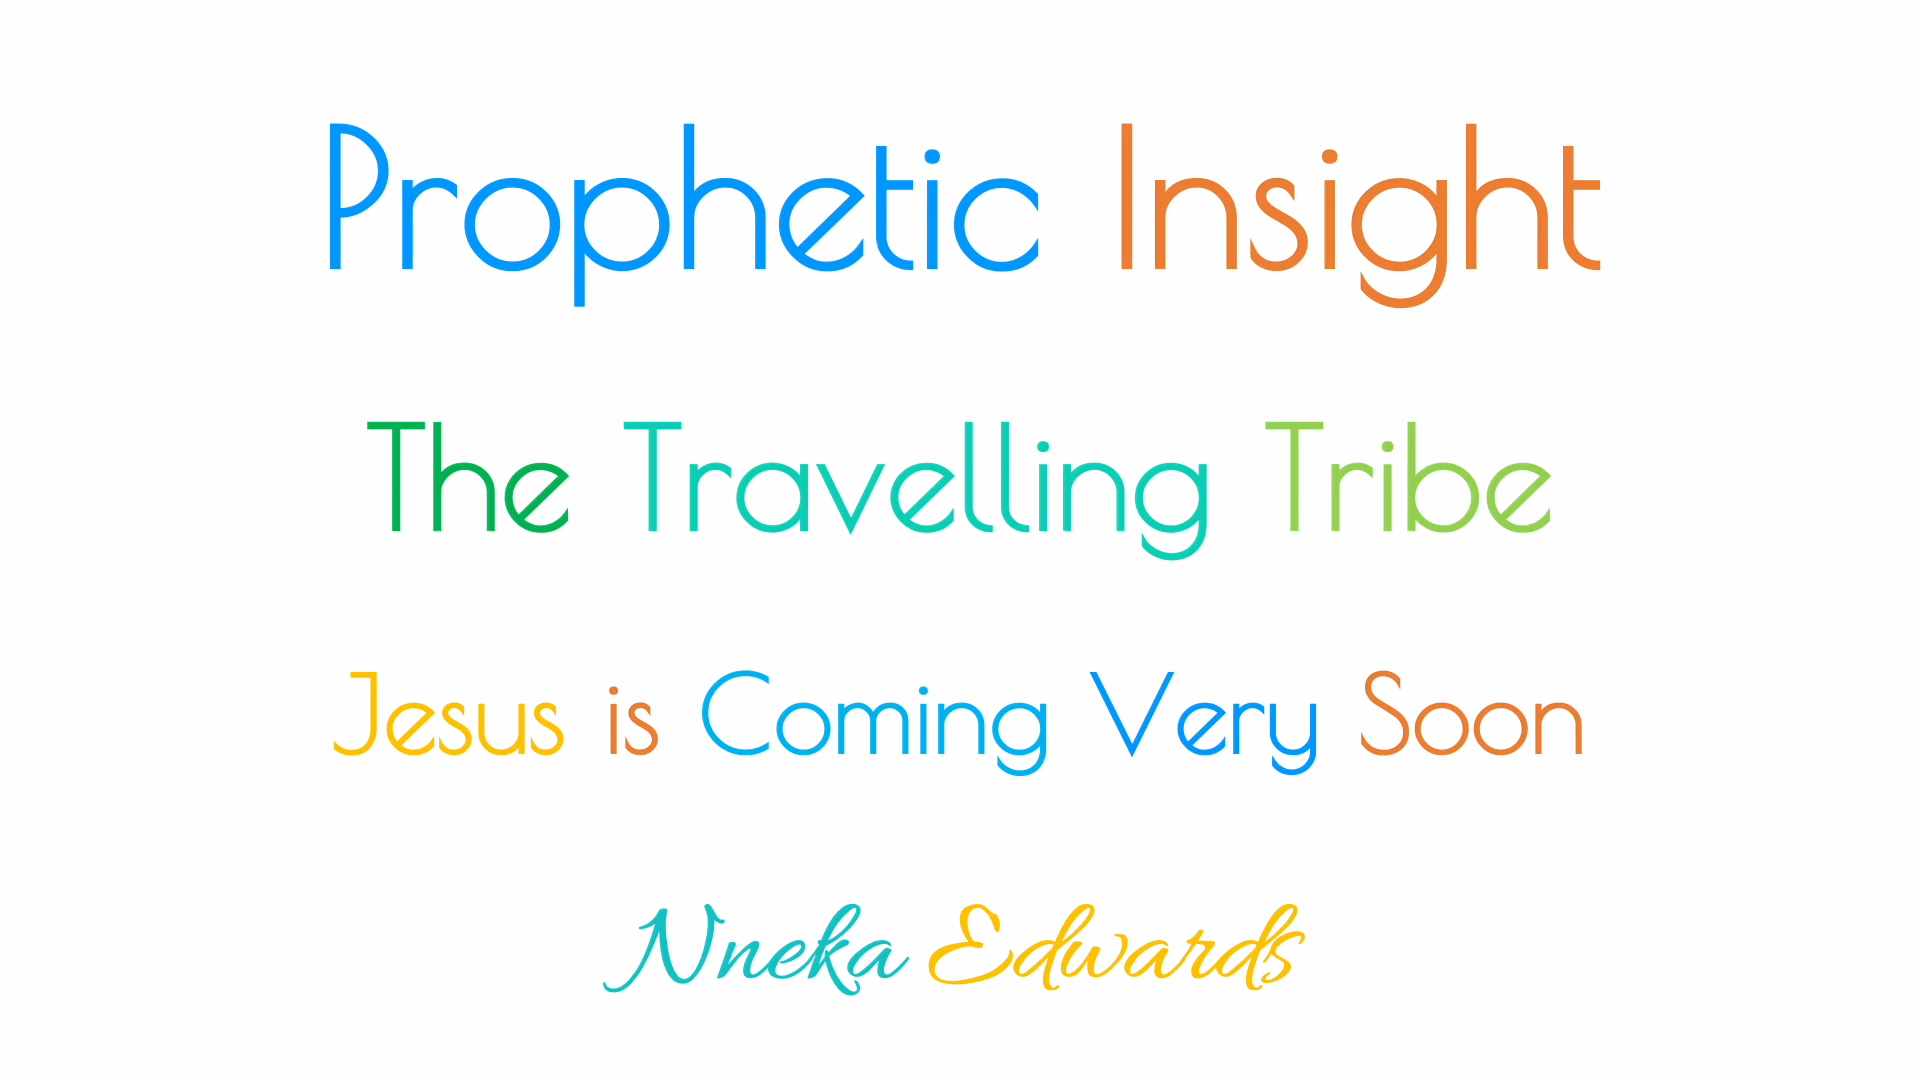 Prophetic Insight
The Travelling Tribe
Jesus is Coming Very Soon
Nneka Edwards